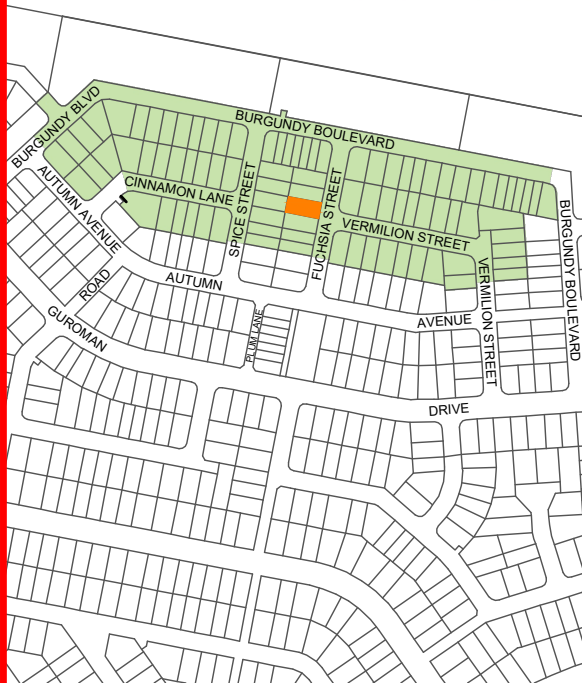 BURGUNDY BLVD
BURGUNDY BOULEVARD
CINNAMON LANE
SPICE STREET
FUCHSIA STREET
AUTUMN AVENUE
VERMILION STREET
BURGUNDY BOULEVARD
VERMILION STREET
ROAD
AUTUMN
AVENUE
PLUM LANE
GUROMAN
DRIVE